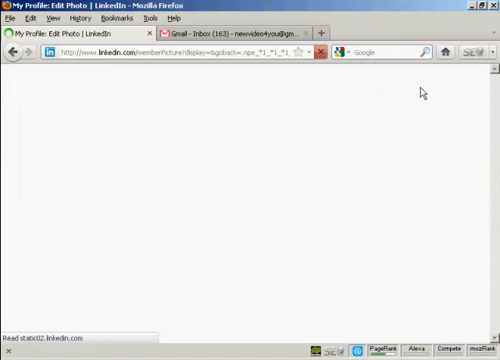 My Profile: Edit Photo | LinkedIn - Mozilla Firefox
File Edit View History Bookmarks Tools Help
My Profile: Edit Photo | LinkedIn × Gmail - Inbox (163) - newvideo4you@gm... × +
http://www.linkedin.com/memberPicture?display=&goback=.npe_*1_*1_*1_ Google
Read static02.linkedin.com
PageRank Alexa Compete mozRank